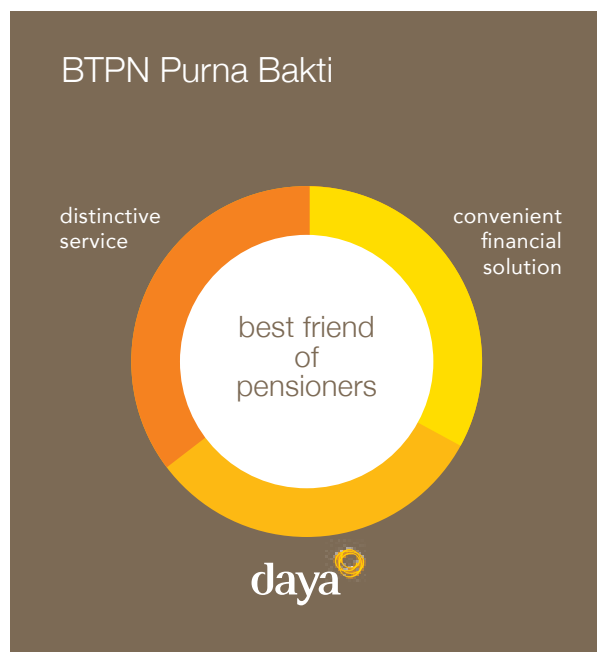 BTPN Purna Bakti
distinctive
service
convenient
financial
solution
best friend
of
pensioners
daya